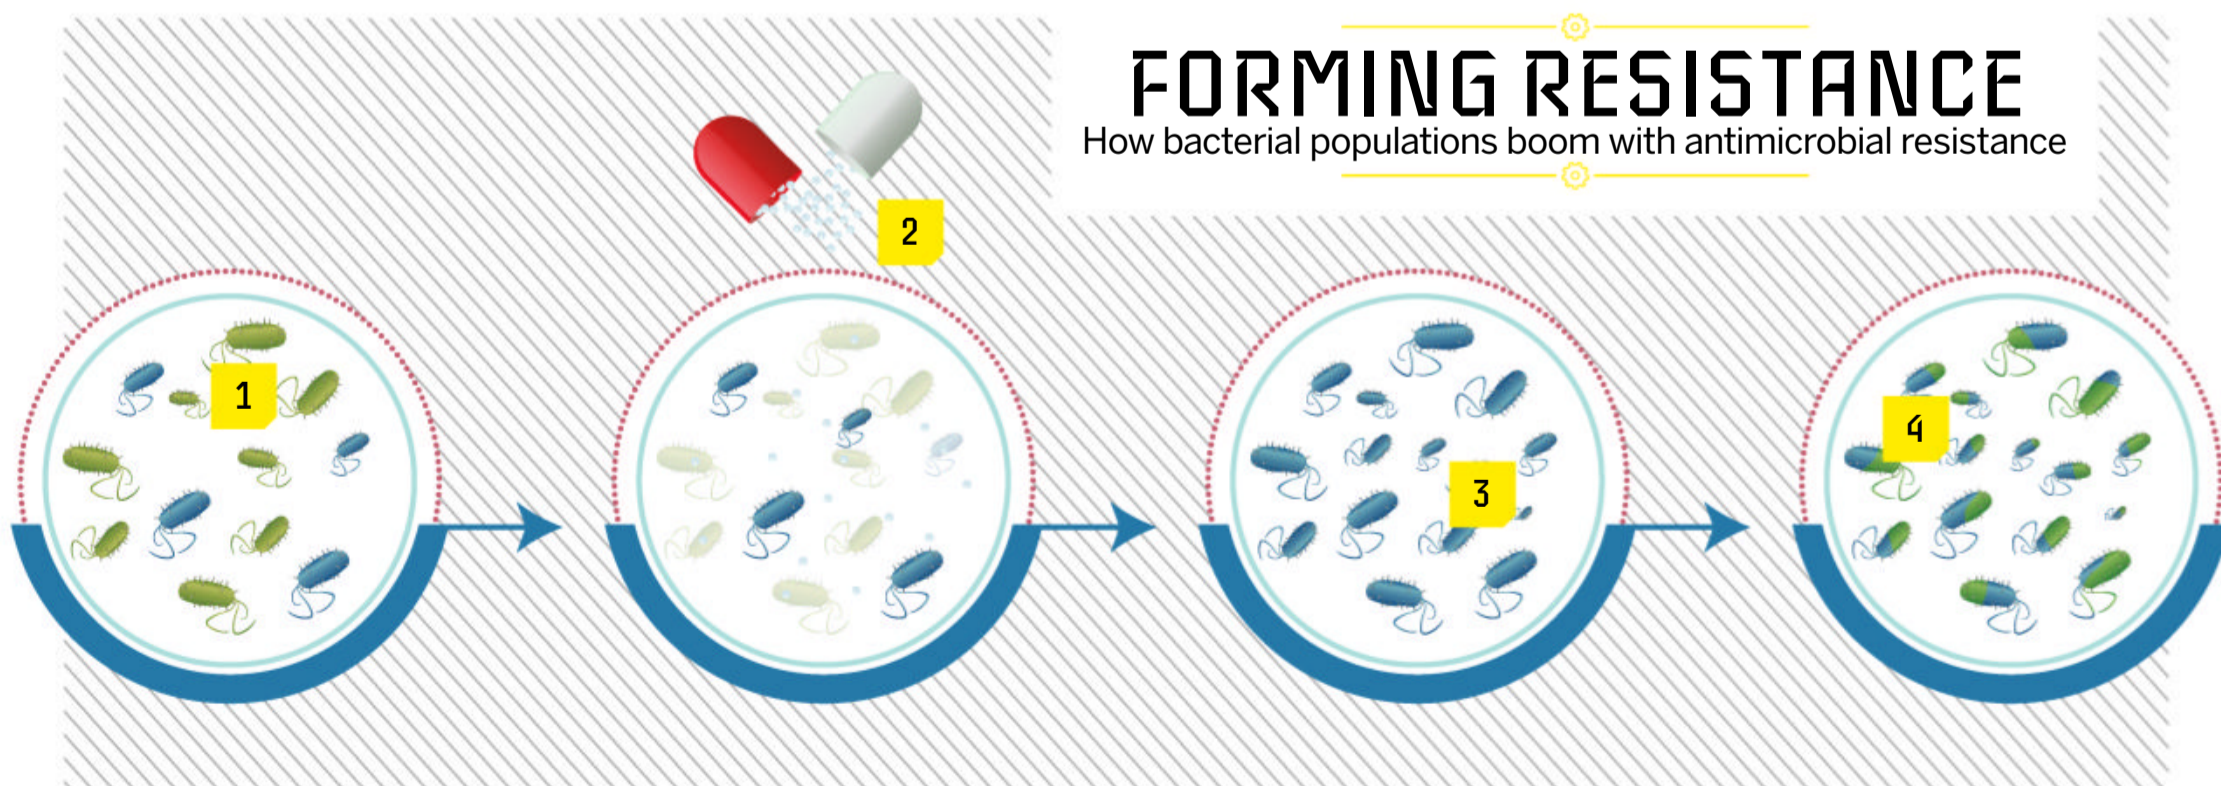 FORMING RESISTANCE
How bacterial populations boom with antimicrobial resistance
2
1
4
3